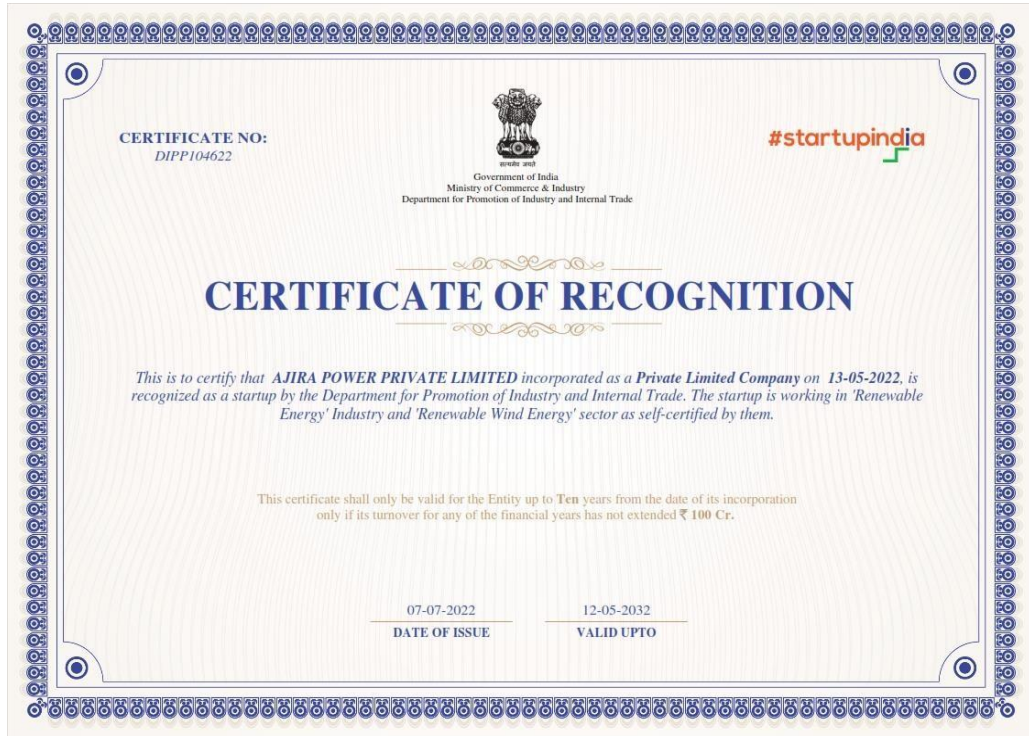 CERTIFICATE NO:
DIPP104622
सत्यमेव जयते
Government of India
Ministry of Commerce & Industry
Department for Promotion of Industry and Internal Trade
#startupindia
CERTIFICATE OF RECOGNITION
This is to certify that AJIRA POWER PRIVATE LIMITED incorporated as a Private Limited Company on 13-05-2022, is
recognized as a startup by the Department for Promotion of Industry and Internal Trade. The startup is working in 'Renewable
Energy' Industry and 'Renewable Wind Energy' sector as self-certified by them.
This certificate shall only be valid for the Entity up to Ten years from the date of its incorporation
only if its turnover for any of the financial years has not extended ₹ 100 Cr.
07-07-2022
DATE OF ISSUE
12-05-2032
VALID UPTO